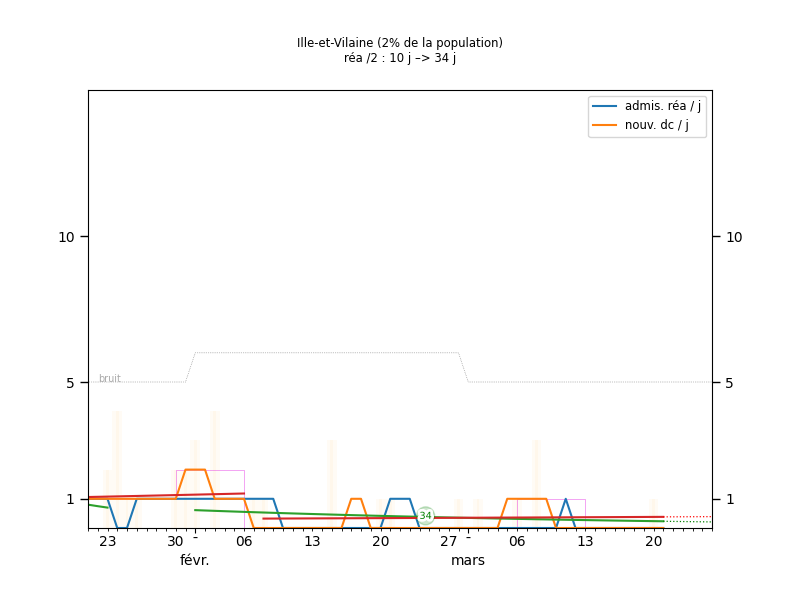 Ille-et-Vilaine (2% de la population)
réa /2 : 10 j –> 34 j
admis. réa / j
nouv. dc / j
10 10
bruit
5 5
34
1 1
23 30 - 06 13 20 27 - 06 13 20
févr. mars